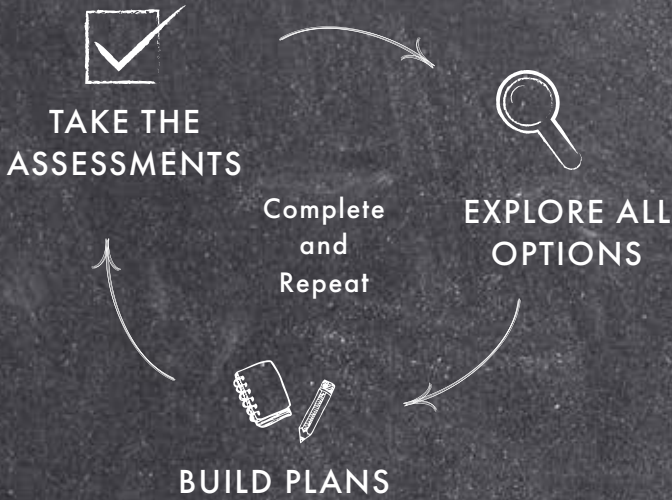 TAKE THE
ASSESSMENTS
EXPLORE ALL
OPTIONS
Complete
and
Repeat
BUILD PLANS